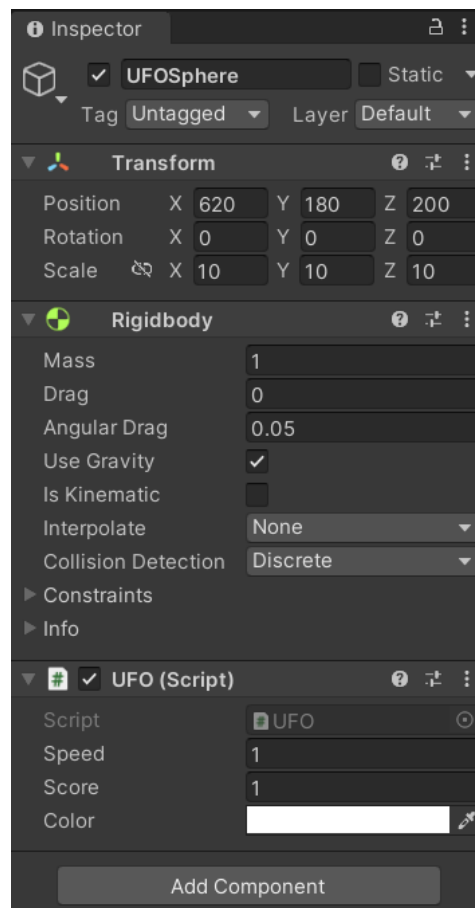 Inspector
UFOSphere Static
Tag Untagged Layer Default
Transform
Position X 620 Y 180 Z 200
Rotation X 0 Y 0 Z 0
Scale X 10 Y 10 Z 10
Rigidbody
Mass 1
Drag 0
Angular Drag 0.05
Use Gravity
Is Kinematic
Interpolate None
Collision Detection Discrete
Constraints
Info
# UFO (Script)
Script # UFO
Speed 1
Score 1
Color
Add Component